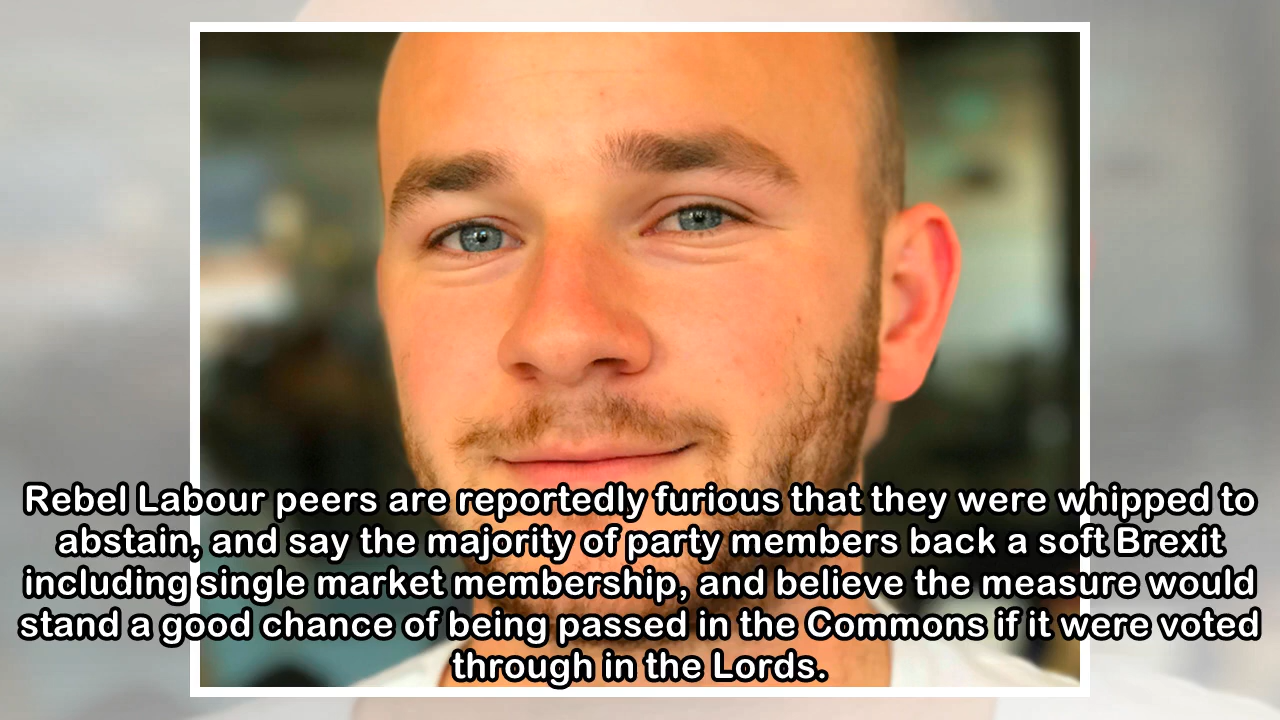 Rebel Labour peers are reportedly furious that they were whipped to
abstain, and say the majority of party members back a soft Brexit
including single market membership, and believe the measure would
stand a good chance of being passed in the Commons if it were voted
through in the Lords.